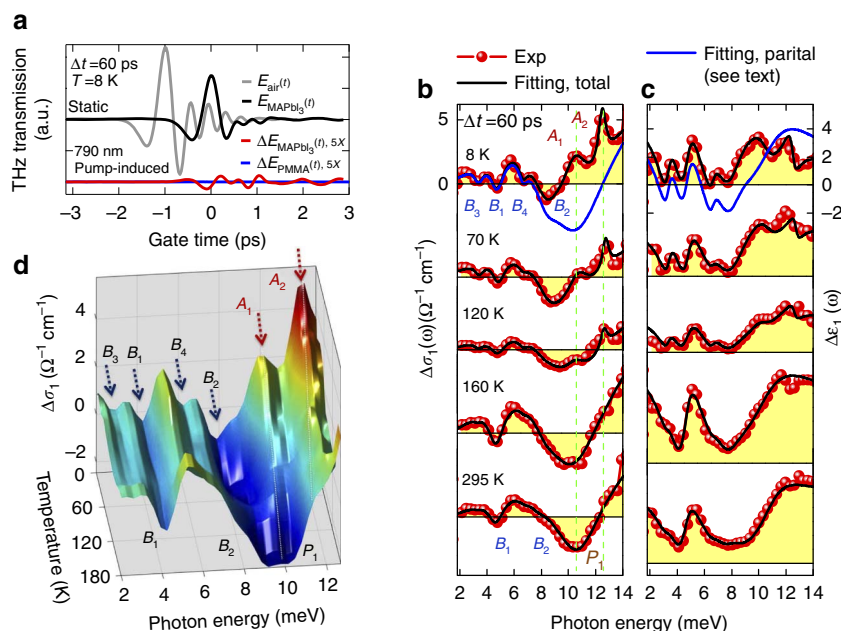 a
Δt=60 ps
T=8 K
Static
790 nm
Pump-induced
E_air(t)
E_MAPbI₃(t)
ΔE_MAPbI₃(t), 5X
ΔE_PMMA(t), 5X
THz transmission
(a.u.)
−3 −2 −1 0 1 2 3
Gate time (ps)
Exp
Fitting, total
Fitting, parital
(see text)
b
Δt=60 ps
A₁
A₂
5
0
8 K
B₃ B₁ B₄ B₂
70 K
120 K
160 K
295 K
B₁ B₂
P₁
Δσ₁(ω)(Ω⁻¹ cm⁻¹)
2 4 6 8 10 12 14
c
4
2
0
−2
Δε₁ (ω)
2 4 6 8 10 12 14
Photon energy (meV)
d
A₂
A₁
B₃
B₁
B₄
B₂
Δσ₁ (Ω⁻¹ cm⁻¹)
4
2
0
−2
0
60
120
180
Temperature (K)
B₁
B₂
P₁
2 4 6 8 10 12
Photon energy (meV)